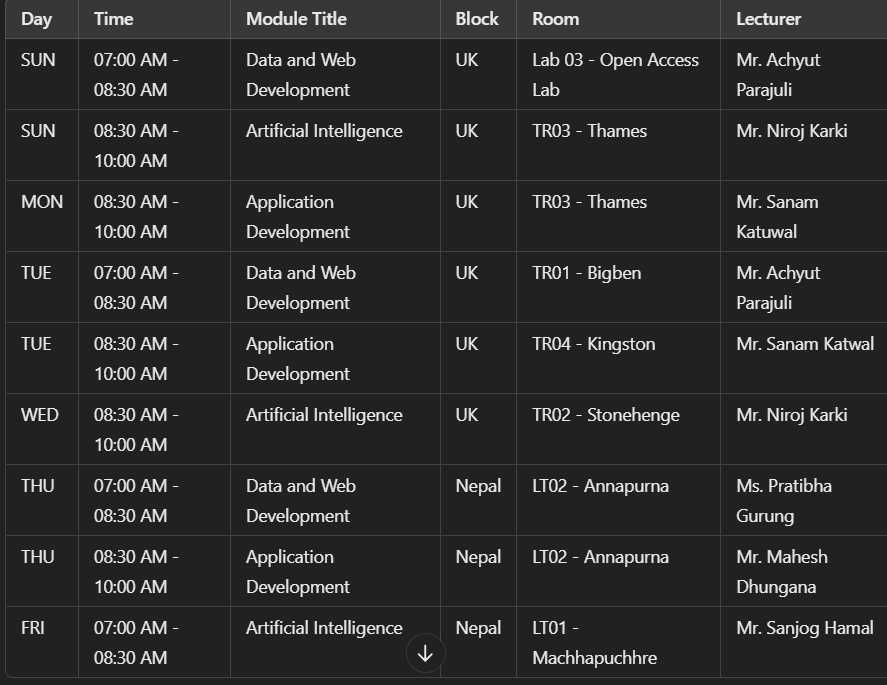 Day Time Module Title Block Room Lecturer
SUN 07:00 AM - Data and Web UK Lab 03 - Open Access Mr. Achyut
08:30 AM Development Lab Parajuli
SUN 08:30 AM - Artificial Intelligence UK TR03 - Thames Mr. Niroj Karki
10:00 AM
MON 08:30 AM - Application UK TR03 - Thames Mr. Sanam
10:00 AM Development Katuwal
TUE 07:00 AM - Data and Web UK TR01 - Bigben Mr. Achyut
08:30 AM Development Parajuli
TUE 08:30 AM - Application UK TR04 - Kingston Mr. Sanam Katwal
10:00 AM Development
WED 08:30 AM - Artificial Intelligence UK TR02 - Stonehenge Mr. Niroj Karki
10:00 AM
THU 07:00 AM - Data and Web Nepal LT02 - Annapurna Ms. Pratibha
08:30 AM Development Gurung
THU 08:30 AM - Application Nepal LT02 - Annapurna Mr. Mahesh
10:00 AM Development Dhungana
FRI 07:00 AM - Artificial Intelligence Nepal LT01 - Mr. Sanjog Hamal
08:30 AM Machhapuchhre